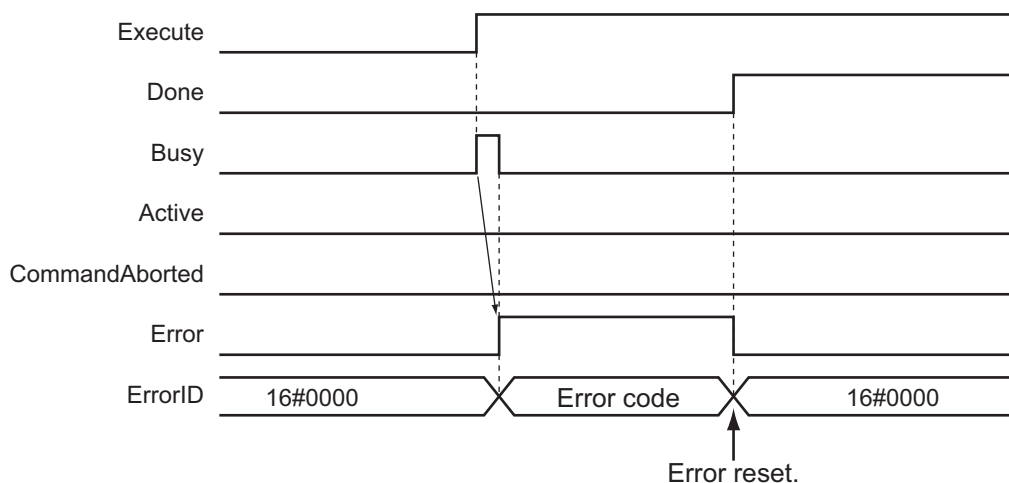 Execute
Done
Busy
Active
CommandAborted
Error
ErrorID 16#0000 Error code 16#0000
Error reset.